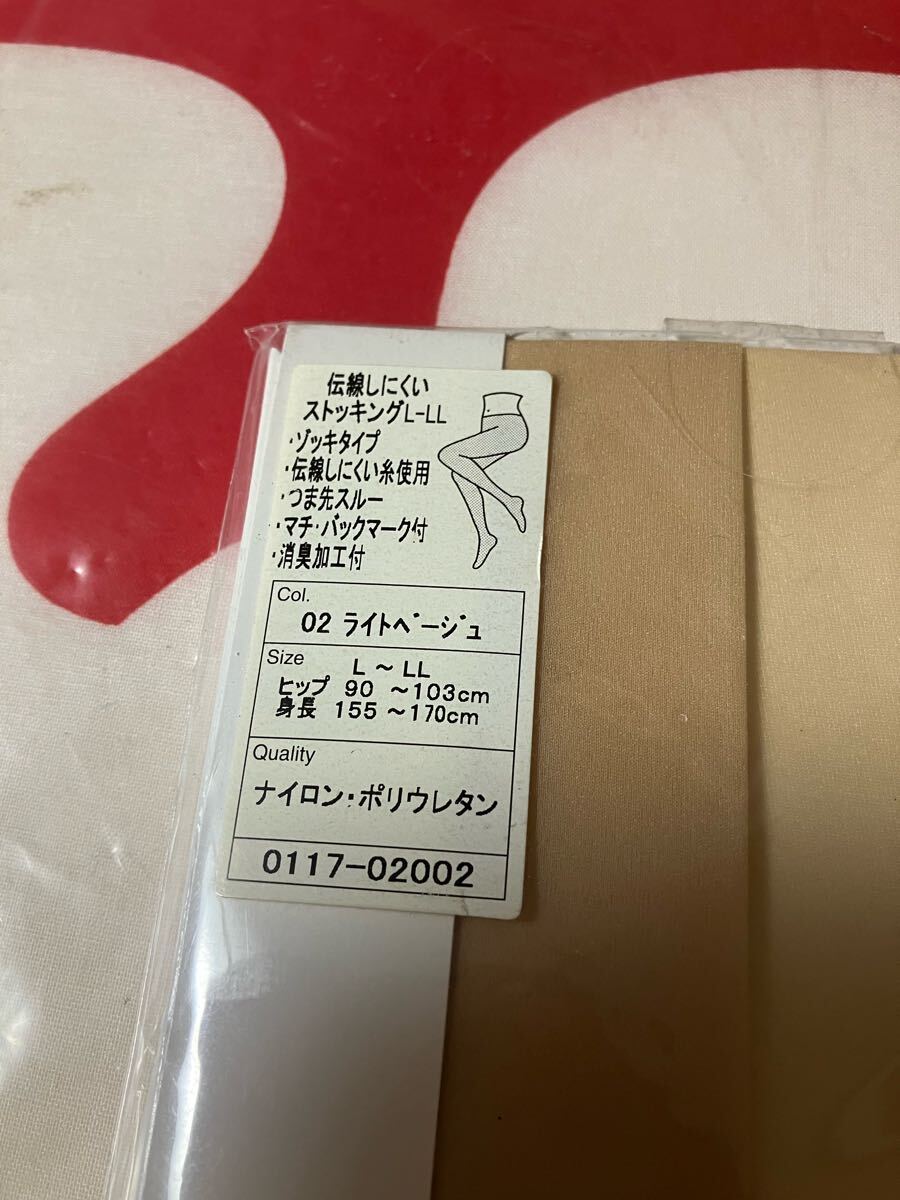 伝線しにくい
ストッキングL-LL
・ゾッキタイプ
・伝線しにくい糸使用
・つま先スルー
・マチ・バックマーク付
・消臭加工付
Col.
02 ライトベージュ
Size
L ～ LL
ヒップ 90 ～103cm
身長 155 ～170cm
Quality
ナイロン・ポリウレタン
0117-02002